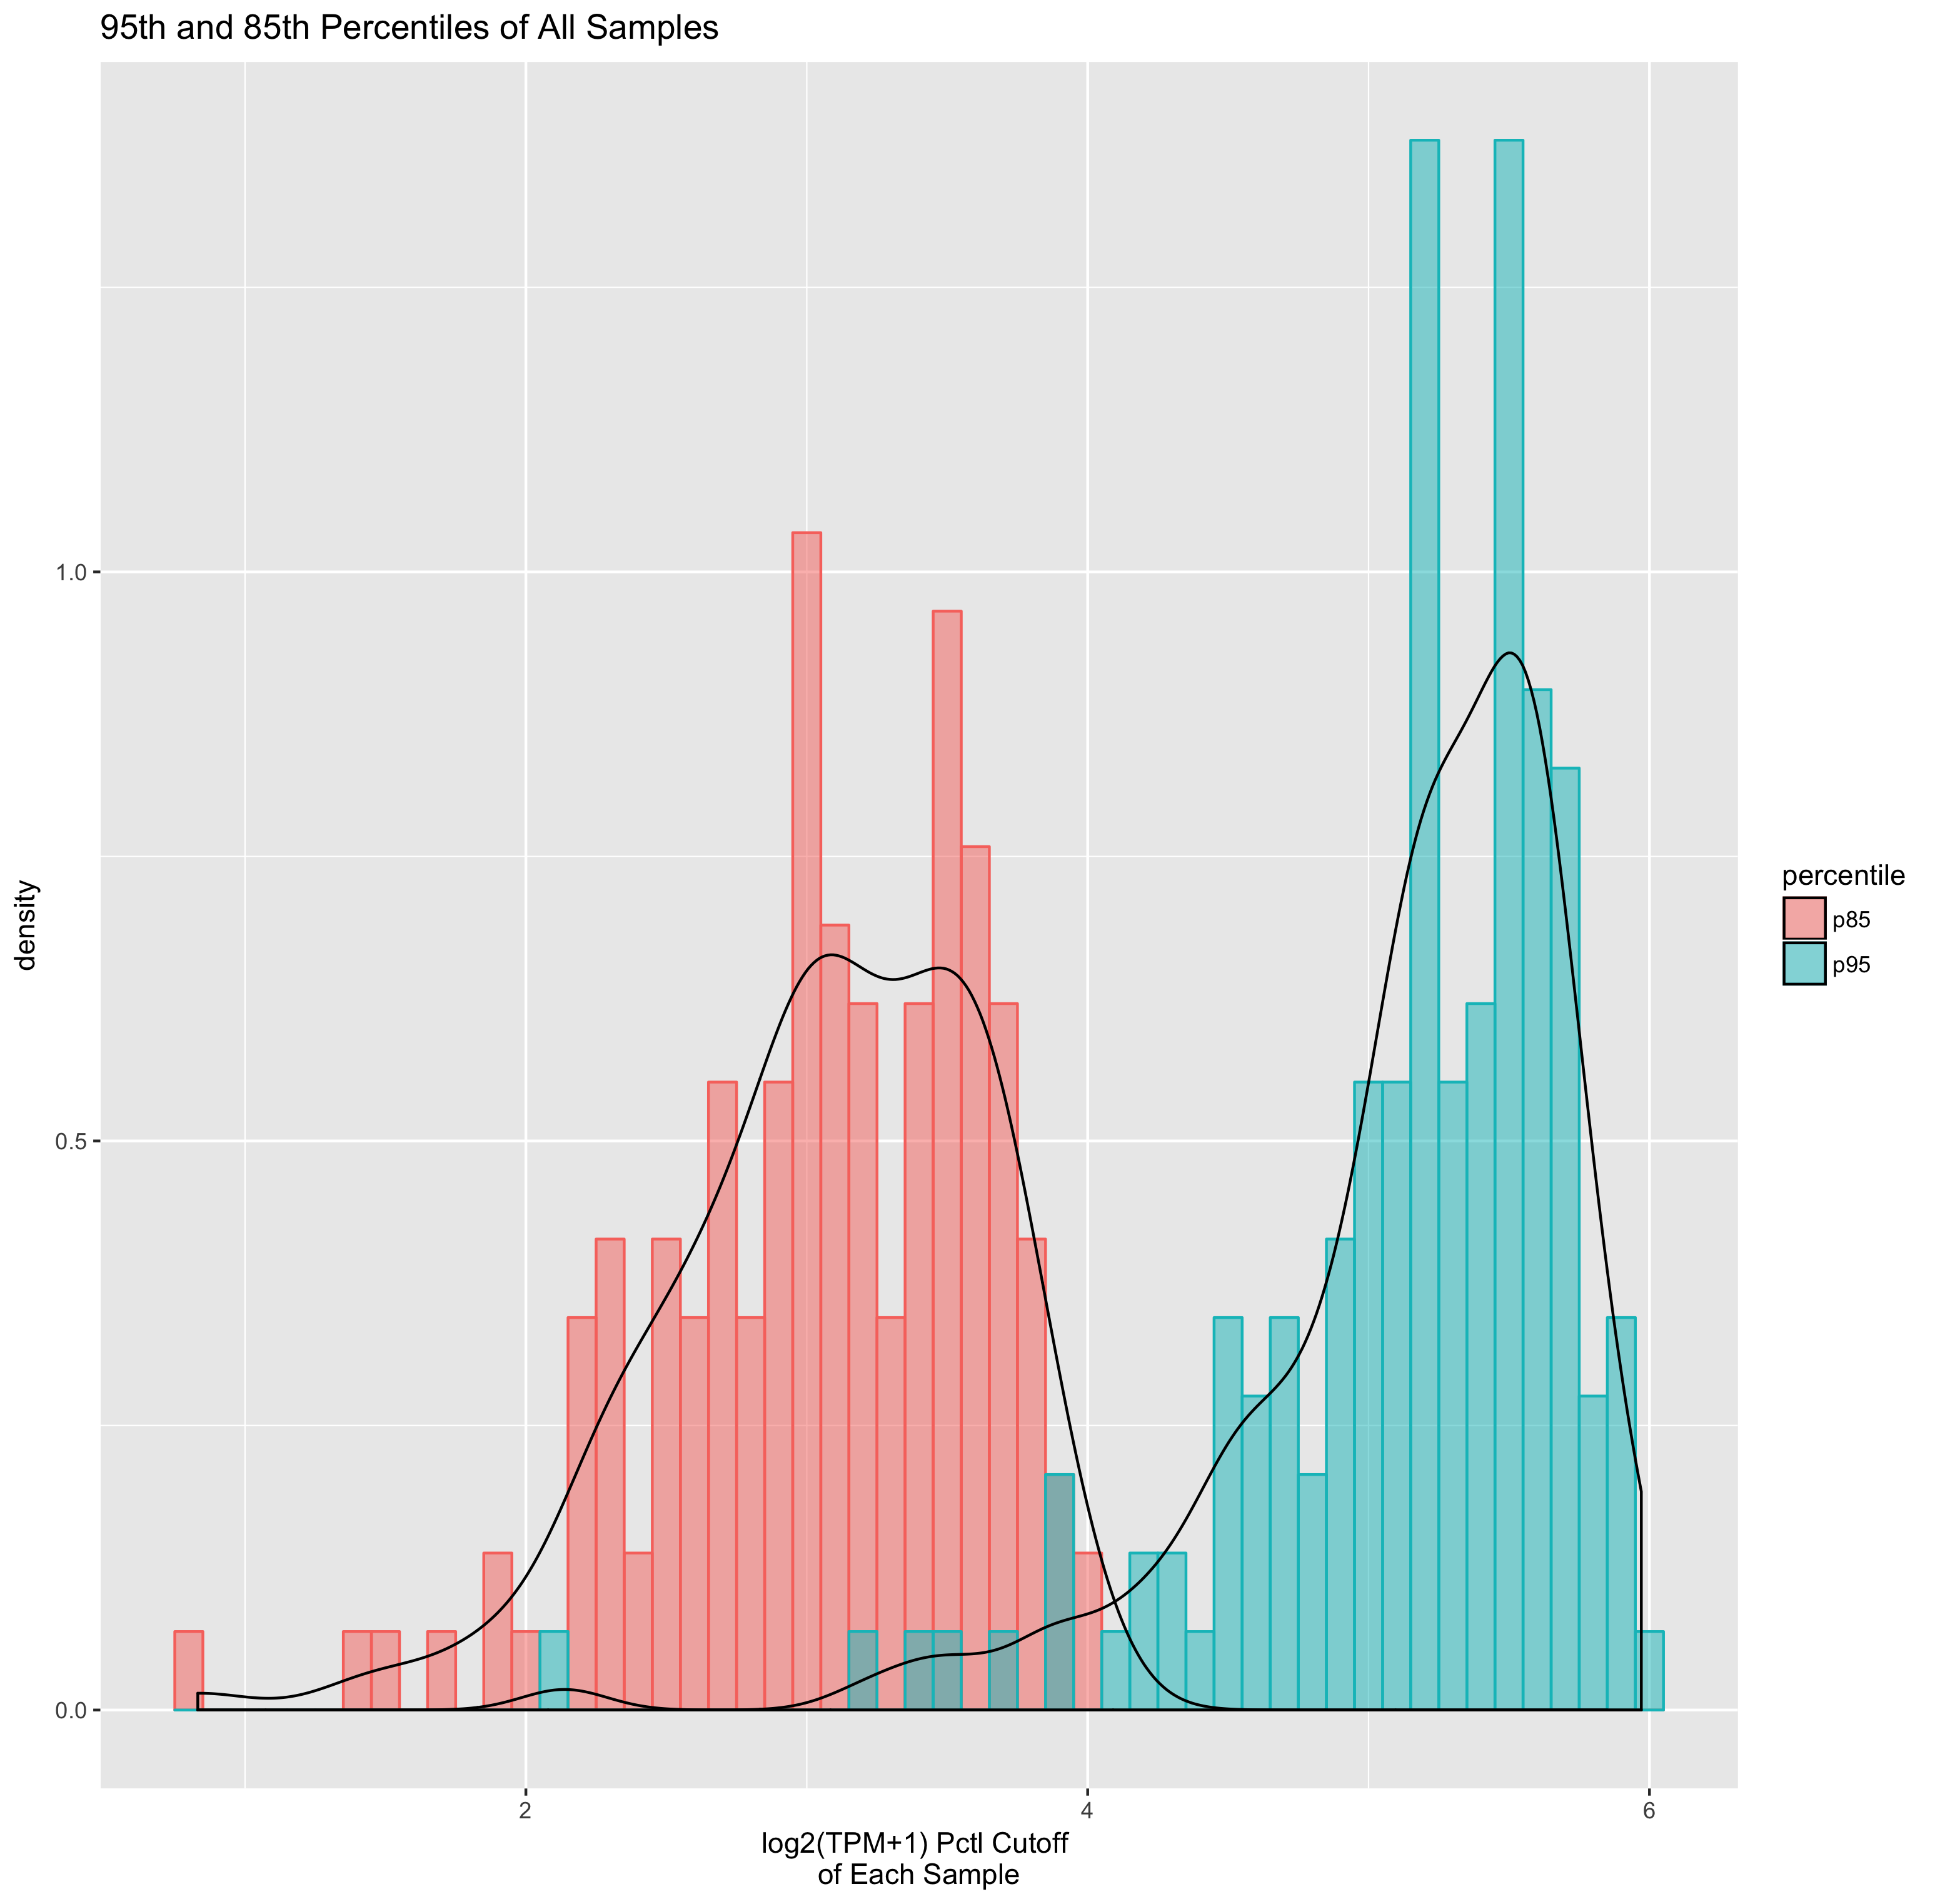 95th and 85th Percentiles of All Samples
density
1.0
0.5
0.0
2
4
6
log2(TPM+1) Pctl Cutoff
of Each Sample
percentile
p85
p95